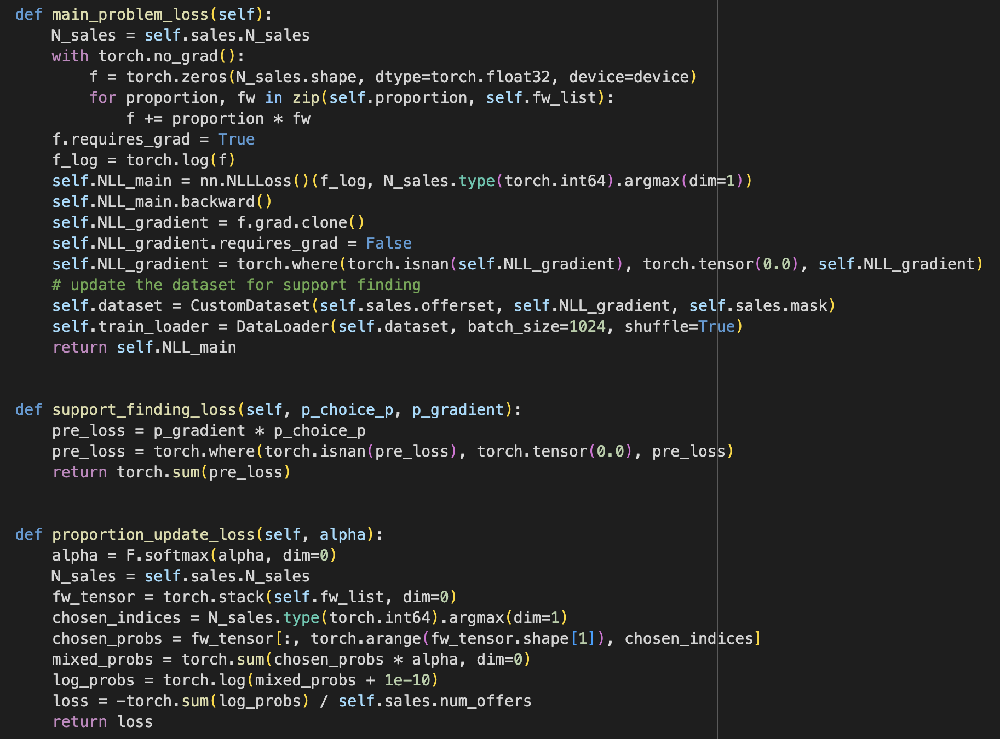 def main_problem_loss(self):
    N_sales = self.sales.N_sales
    with torch.no_grad():
        f = torch.zeros(N_sales.shape, dtype=torch.float32, device=device)
        for proportion, fw in zip(self.proportion, self.fw_list):
            f += proportion * fw
    f.requires_grad = True
    f_log = torch.log(f)
    self.NLL_main = nn.NLLLoss()(f_log, N_sales.type(torch.int64).argmax(dim=1))
    self.NLL_main.backward()
    self.NLL_gradient = f.grad.clone()
    self.NLL_gradient.requires_grad = False
    self.NLL_gradient = torch.where(torch.isnan(self.NLL_gradient), torch.tensor(0.0), self.NLL_gradient)
    # update the dataset for support finding
    self.dataset = CustomDataset(self.sales.offerset, self.NLL_gradient, self.sales.mask)
    self.train_loader = DataLoader(self.dataset, batch_size=1024, shuffle=True)
    return self.NLL_main
def support_finding_loss(self, p_choice_p, p_gradient):
    pre_loss = p_gradient * p_choice_p
    pre_loss = torch.where(torch.isnan(pre_loss), torch.tensor(0.0), pre_loss)
    return torch.sum(pre_loss)
def proportion_update_loss(self, alpha):
    alpha = F.softmax(alpha, dim=0)
    N_sales = self.sales.N_sales
    fw_tensor = torch.stack(self.fw_list, dim=0)
    chosen_indices = N_sales.type(torch.int64).argmax(dim=1)
    chosen_probs = fw_tensor[:, torch.arange(fw_tensor.shape[1]), chosen_indices]
    mixed_probs = torch.sum(chosen_probs * alpha, dim=0)
    log_probs = torch.log(mixed_probs + 1e-10)
    loss = -torch.sum(log_probs) / self.sales.num_offers
    return loss